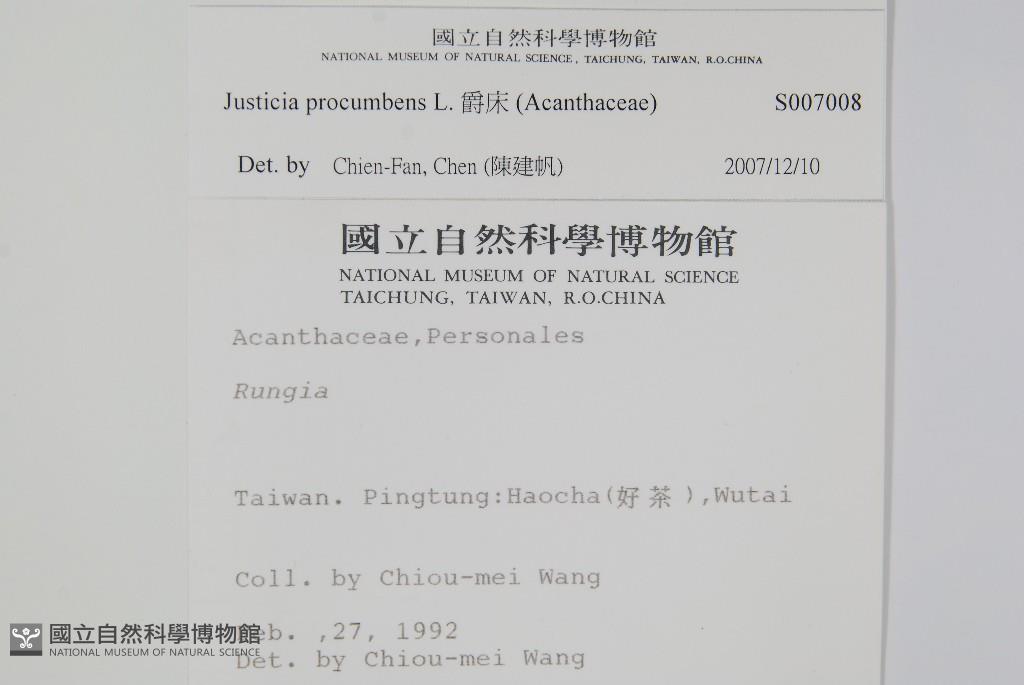 國立自然科學博物館
NATIONAL MUSEUM OF NATURAL SCIENCE, TAICHUNG, TAIWAN, R.O.CHINA
Justicia procumbens L. 爵床 (Acanthaceae) S007008
Det. by Chien-Fan, Chen (陳建帆) 2007/12/10
國立自然科學博物館
NATIONAL MUSEUM OF NATURAL SCIENCE
TAICHUNG, TAIWAN, R.O.CHINA
Acanthaceae,Personales
Rungia
Taiwan. Pingtung:Haocha(好茶),Wutai
Coll. by Chiou-mei Wang
Feb. ,27, 1992
Det. by Chiou-mei Wang
國立自然科學博物館
NATIONAL MUSEUM OF NATURAL SCIENCE